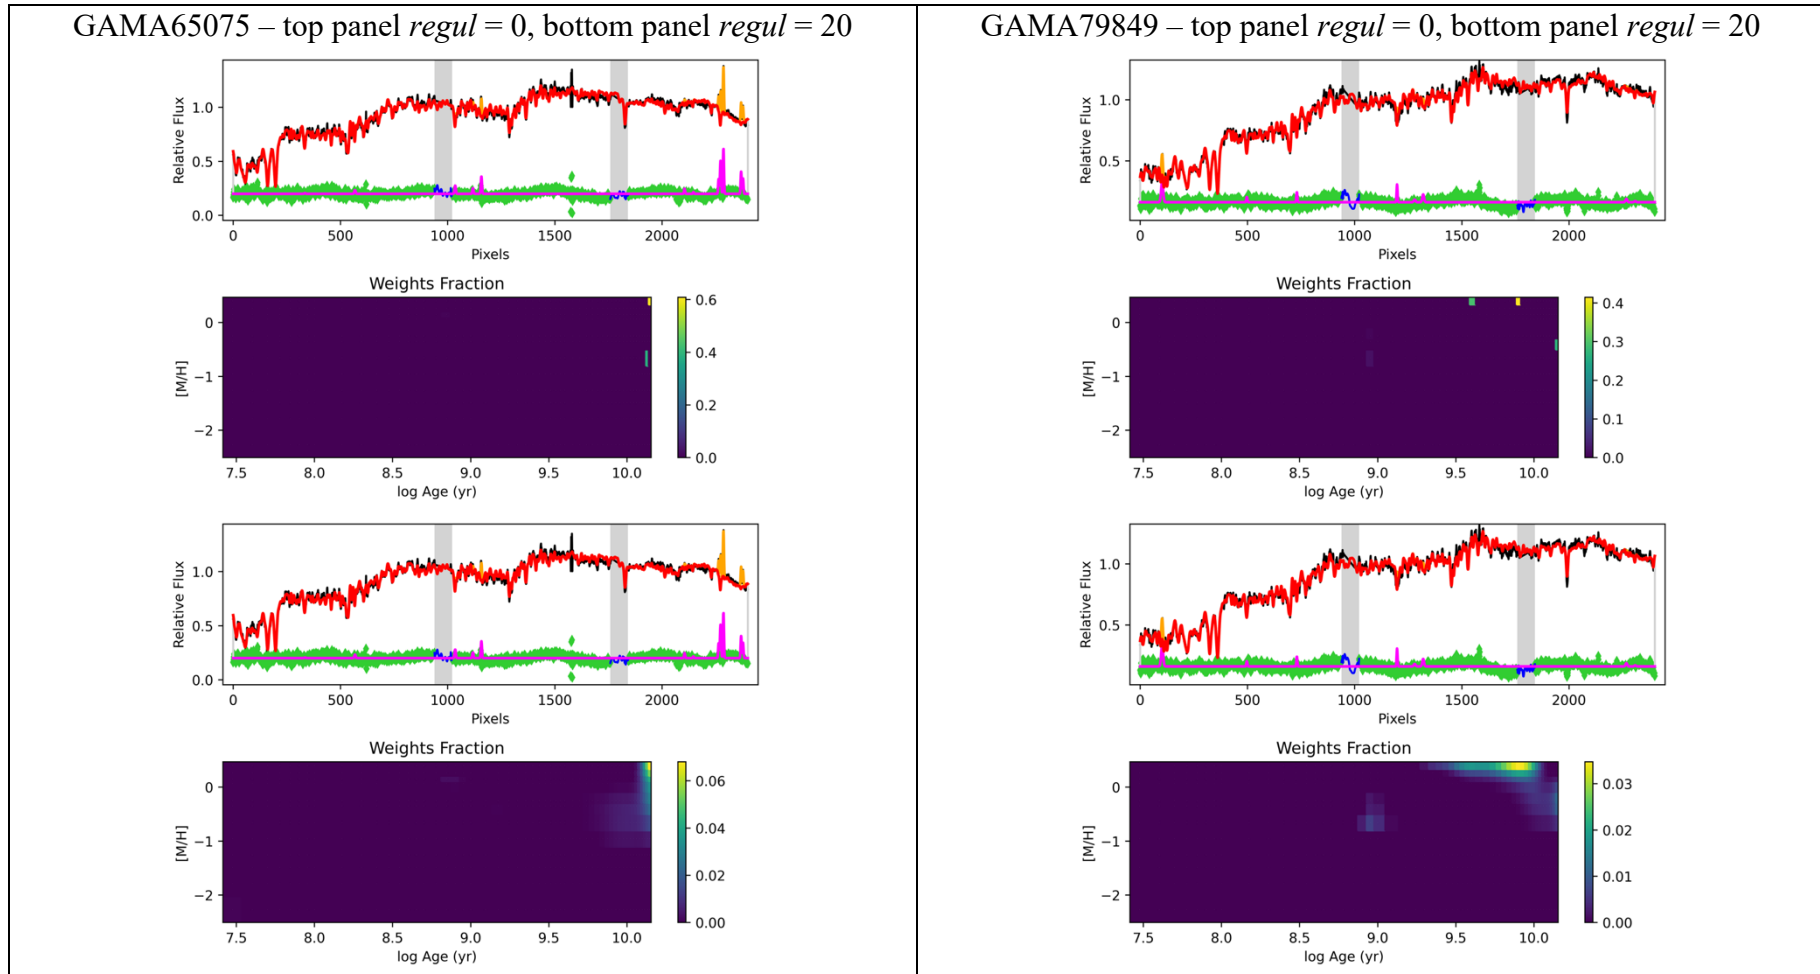 GAMA65075 – top panel regul = 0, bottom panel regul = 20
Relative Flux
1.0
0.5
0.0
0 500 1000 1500 2000
Pixels
Weights Fraction
[M/H]
0
−1
−2
7.5 8.0 8.5 9.0 9.5 10.0
log Age (yr)
0.6
0.4
0.2
0.0
Relative Flux
1.0
0.5
0.0
0 500 1000 1500 2000
Pixels
Weights Fraction
[M/H]
0
−1
−2
7.5 8.0 8.5 9.0 9.5 10.0
log Age (yr)
0.06
0.04
0.02
0.00
GAMA79849 – top panel regul = 0, bottom panel regul = 20
Relative Flux
1.0
0.5
0 500 1000 1500 2000
Pixels
Weights Fraction
[M/H]
0
−1
−2
7.5 8.0 8.5 9.0 9.5 10.0
log Age (yr)
0.4
0.3
0.2
0.1
0.0
Relative Flux
1.0
0.5
0 500 1000 1500 2000
Pixels
Weights Fraction
[M/H]
0
−1
−2
7.5 8.0 8.5 9.0 9.5 10.0
log Age (yr)
0.03
0.02
0.01
0.00